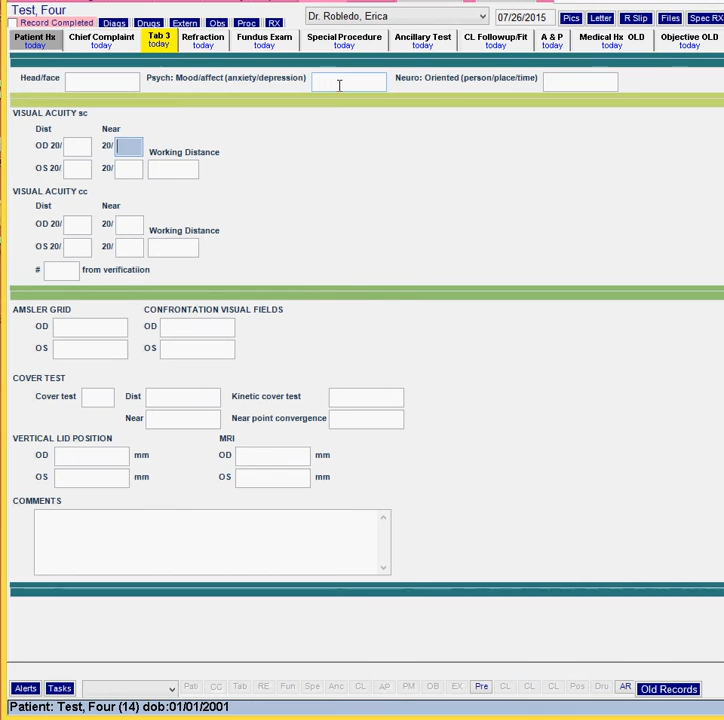 Test, Four
Record Completed Diags Drugs Extern Obs Proc RX Dr. Robledo, Erica 07/26/2015 Pics Letter R Slip Files Spec RX
Patient Hx Chief Complaint Tab 3 Refraction Fundus Exam Special Procedure Ancillary Test CL Followup/Fit A & P Medical Hx OLD Objective OLD
today today today today today today today today today today today
Head/face Psych: Mood/affect (anxiety/depression) Neuro: Oriented (person/place/time)
VISUAL ACUITY sc
Dist Near
OD 20/ 20/ Working Distance
OS 20/ 20/
VISUAL ACUITY cc
Dist Near
OD 20/ 20/ Working Distance
OS 20/ 20/
# from verificatiion
AMSLER GRID CONFRONTATION VISUAL FIELDS
OD OD
OS OS
COVER TEST
Cover test Dist Kinetic cover test
Near Near point convergence
VERTICAL LID POSITION MRI
OD mm OD mm
OS mm OS mm
COMMENTS
Alerts Tasks Pati CC Tab RE Fun Spe Anc CL AP PM OB EX Pre CL CL CL Pos Dru AR Old Records
Patient: Test, Four (14) dob:01/01/2001